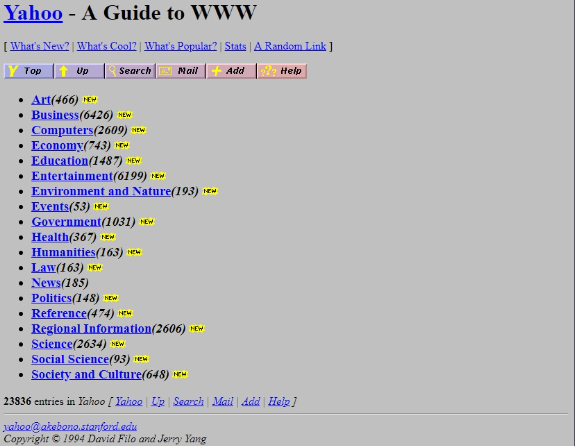 Yahoo - A Guide to WWW
[ What's New? | What's Cool? | What's Popular? | Stats | A Random Link ]
Y Top Up Search Mail Add ??? Help
Art(466) NEW
Business(6426) NEW
Computers(2609) NEW
Economy(743) NEW
Education(1487) NEW
Entertainment(6199) NEW
Environment and Nature(193) NEW
Events(53) NEW
Government(1031) NEW
Health(367) NEW
Humanities(163) NEW
Law(163) NEW
News(185)
Politics(148) NEW
Reference(474) NEW
Regional Information(2606) NEW
Science(2634) NEW
Social Science(93) NEW
Society and Culture(648) NEW
23836 entries in Yahoo [ Yahoo | Up | Search | Mail | Add | Help ]
yahoo@akebono.stanford.edu
Copyright © 1994 David Filo and Jerry Yang